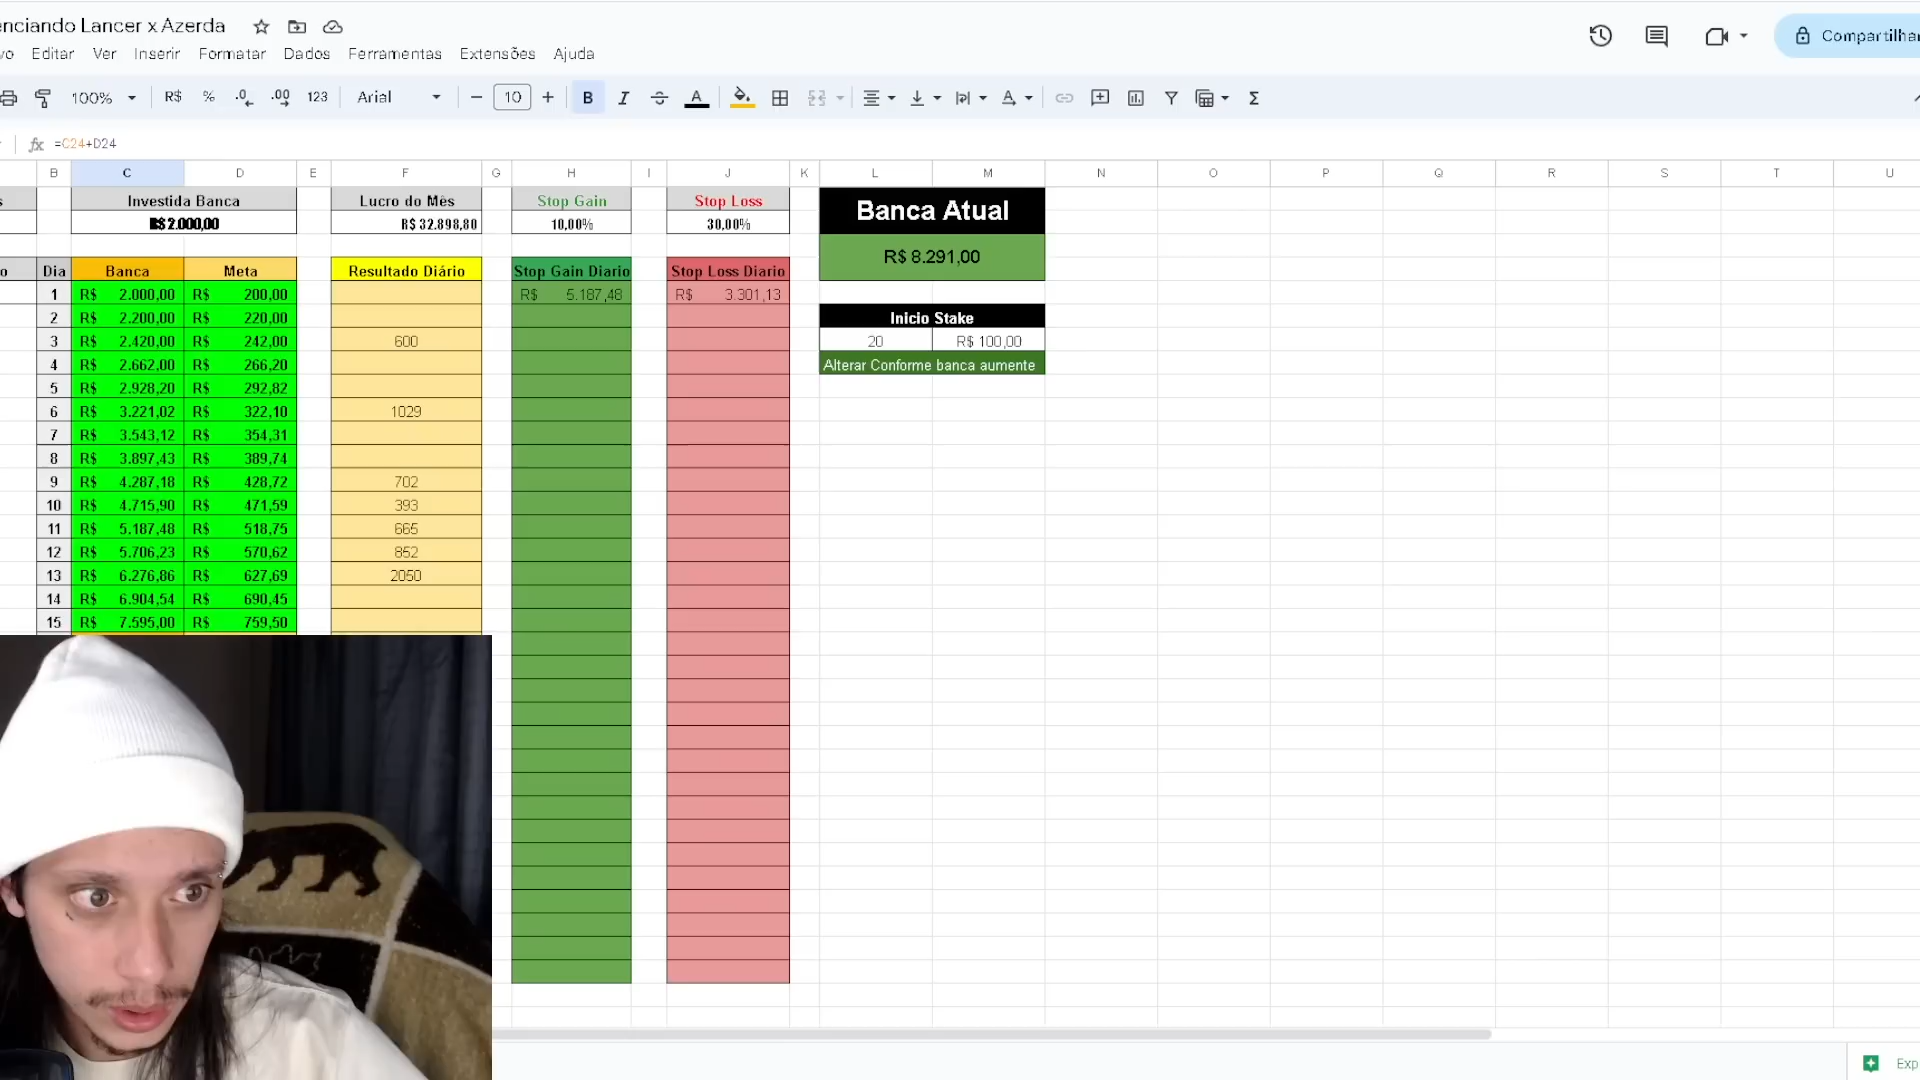 enciando Lancer x Azerda
vo Editar Ver Inserir Formatar Dados Ferramentas Extensões Ajuda
Compartilhar
100% R$ % .0 .00 123 Arial 10 B I A Σ
fx =C24+D24
B C D E F G H I J K L M N O P Q R S T U
s Investida Banca Lucro do Mês Stop Gain Stop Loss Banca Atual
R$ 2.000,00 R$ 32.898,80 10,00% 30,00%
R$ 8.291,00
o Dia Banca Meta Resultado Diário Stop Gain Diario Stop Loss Diario
1 R$ 2.000,00 R$ 200,00 R$ 5.187,48 R$ 3.301,13
2 R$ 2.200,00 R$ 220,00 Inicio Stake
3 R$ 2.420,00 R$ 242,00 600 20 R$ 100,00
4 R$ 2.662,00 R$ 266,20 Alterar Conforme banca aumente
5 R$ 2.928,20 R$ 292,82
6 R$ 3.221,02 R$ 322,10 1029
7 R$ 3.543,12 R$ 354,31
8 R$ 3.897,43 R$ 389,74
9 R$ 4.287,18 R$ 428,72 702
10 R$ 4.715,90 R$ 471,59 393
11 R$ 5.187,48 R$ 518,75 665
12 R$ 5.706,23 R$ 570,62 852
13 R$ 6.276,86 R$ 627,69 2050
14 R$ 6.904,54 R$ 690,45
15 R$ 7.595,00 R$ 759,50
Exp